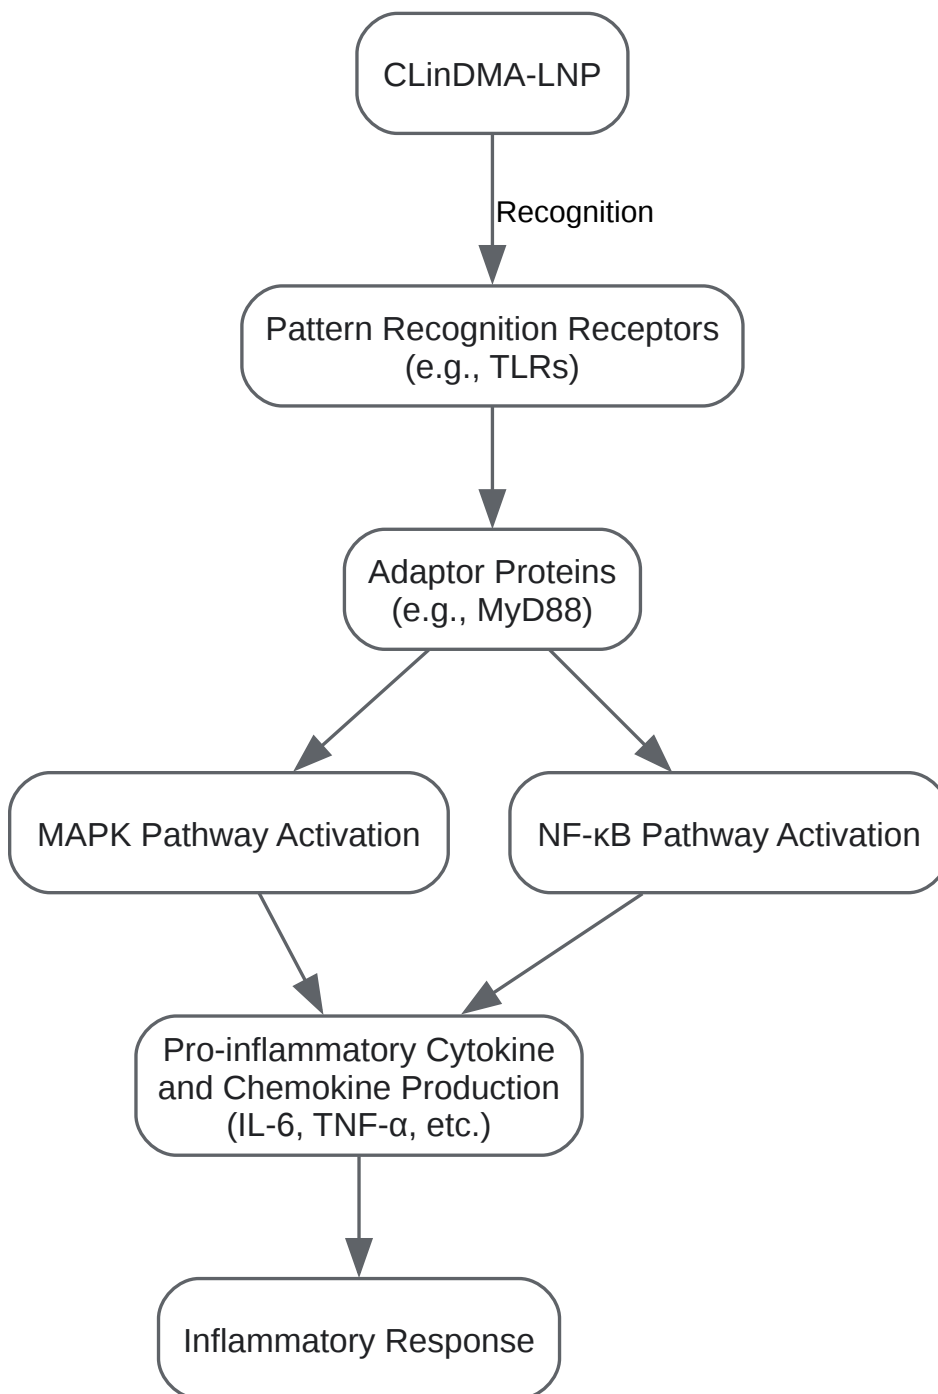 CLinDMA-LNP
Recognition
Pattern Recognition Receptors
(e.g., TLRs)
Adaptor Proteins
(e.g., MyD88)
MAPK Pathway Activation
NF-κB Pathway Activation
Pro-inflammatory Cytokine
and Chemokine Production
(IL-6, TNF-α, etc.)
Inflammatory Response